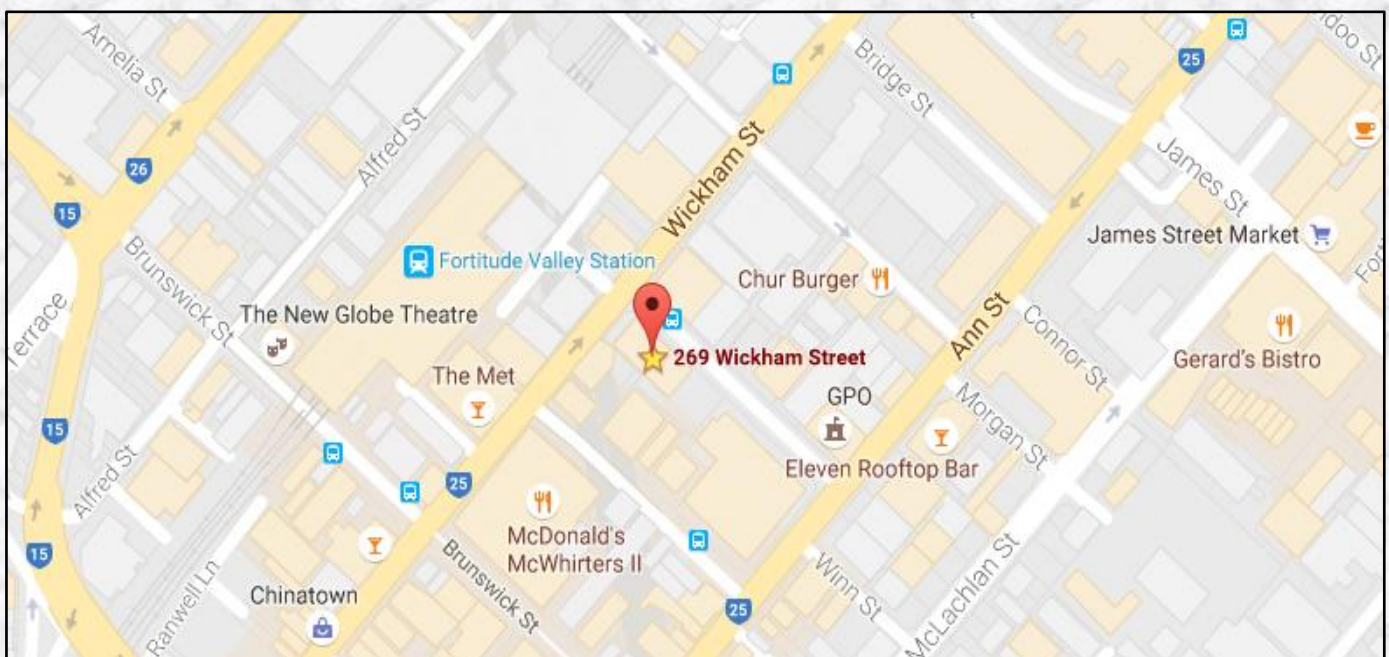 Amelia St
26
15
Alfred St
Wickham St
Bridge St
25
doo St
James St
James Street Market
Fortitude Valley Station
Chur Burger
Brunswick St
Terrace
The New Globe Theatre
269 Wickham Street
Ann St
Connor St
Gerard's Bistro
For
The Met
GPO
Morgan St
Eleven Rooftop Bar
15
Alfred St
25
McDonald's
McWhirters II
15
Ranwell Ln
Chinatown
Brunswick St
25
Winn St
McLachlan St